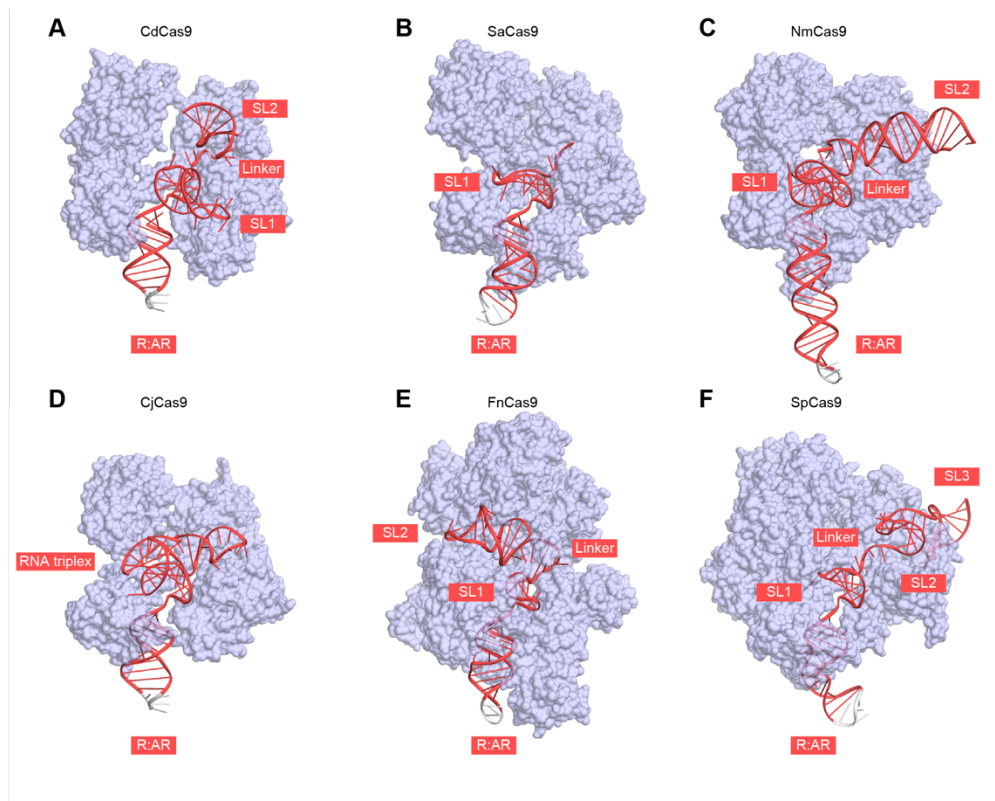 A
CdCas9
SL2
Linker
SL1
R:AR
B
SaCas9
SL1
R:AR
C
NmCas9
SL2
SL1
Linker
R:AR
D
CjCas9
RNA triplex
R:AR
E
FnCas9
SL2
Linker
SL1
R:AR
F
SpCas9
SL3
Linker
SL1
SL2
R:AR